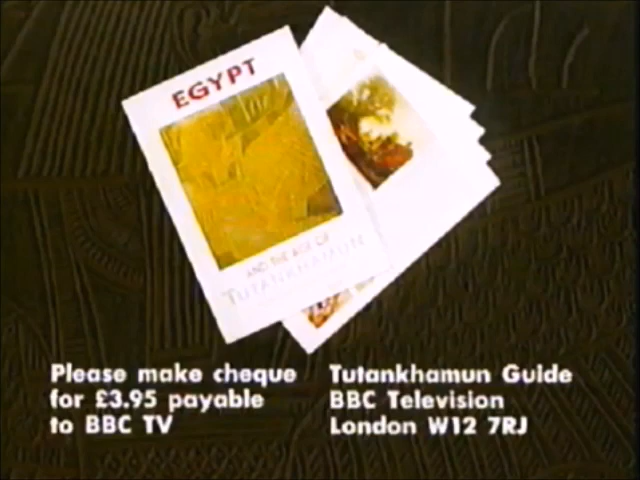 EGYPT
AND THE AGE OF
TUTANKHAMUN
Please make cheque
for £3.95 payable
to BBC TV
Tutankhamun Guide
BBC Television
London W12 7RJ